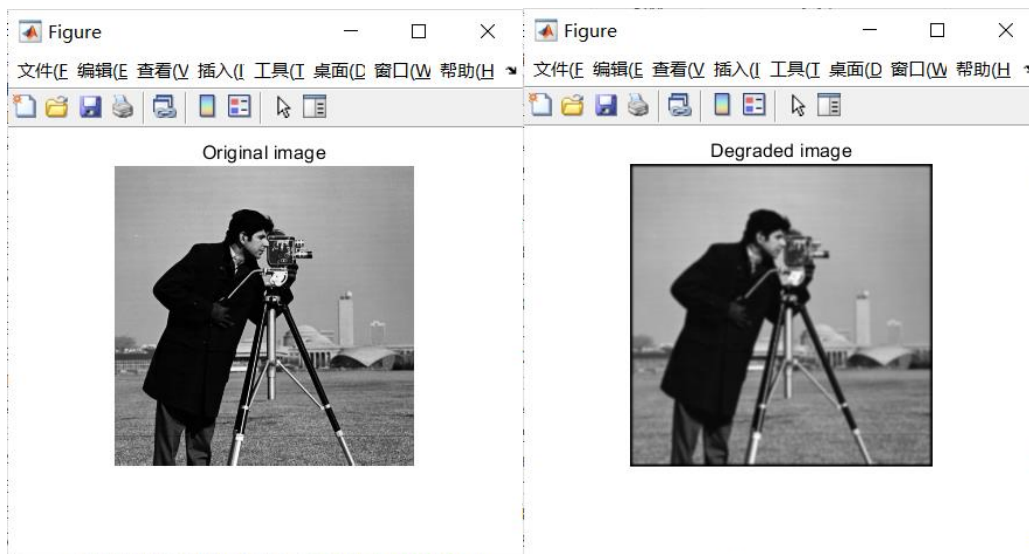 Figure
文件(F 编辑(E 查看(V 插入(I 工具(T 桌面(D 窗口(W 帮助(H
Original image
Figure
文件(F 编辑(E 查看(V 插入(I 工具(T 桌面(D 窗口(W 帮助(H
Degraded image